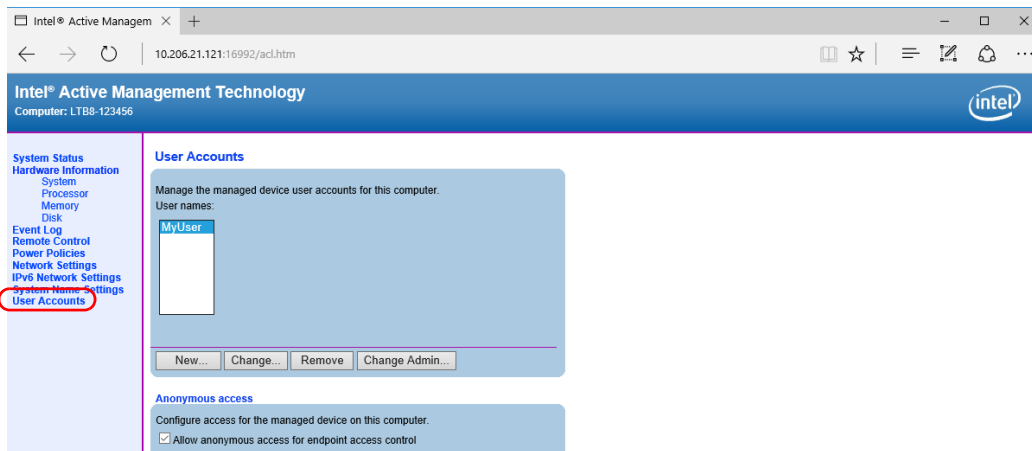 Intel® Active Managem
10.206.21.121:16992/acl.htm
Intel® Active Management Technology
Computer: LTB8-123456
intel
System Status
Hardware Information
System
Processor
Memory
Disk
Event Log
Remote Control
Power Policies
Network Settings
IPv6 Network Settings
System Name Settings
User Accounts
User Accounts
Manage the managed device user accounts for this computer.
User names:
MyUser
New...
Change...
Remove
Change Admin...
Anonymous access
Configure access for the managed device on this computer.
Allow anonymous access for endpoint access control